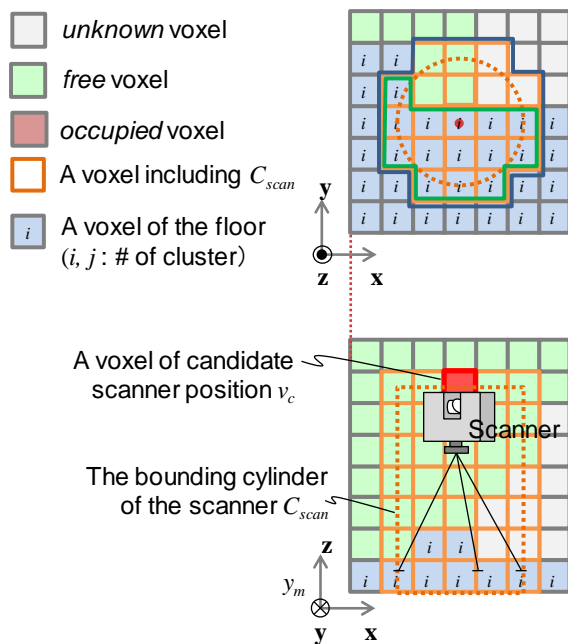 unknown voxel
free voxel
occupied voxel
A voxel including C_scan
i A voxel of the floor
(i, j : # of cluster)
i i
i i
i i i i i i i
i i i i i i i
i i i i i i i
i i i i i i i
y
z x
A voxel of candidate
scanner position v_c
Scanner
The bounding cylinder
of the scanner C_scan
z
i i
y_m
i i i i i i i
y x